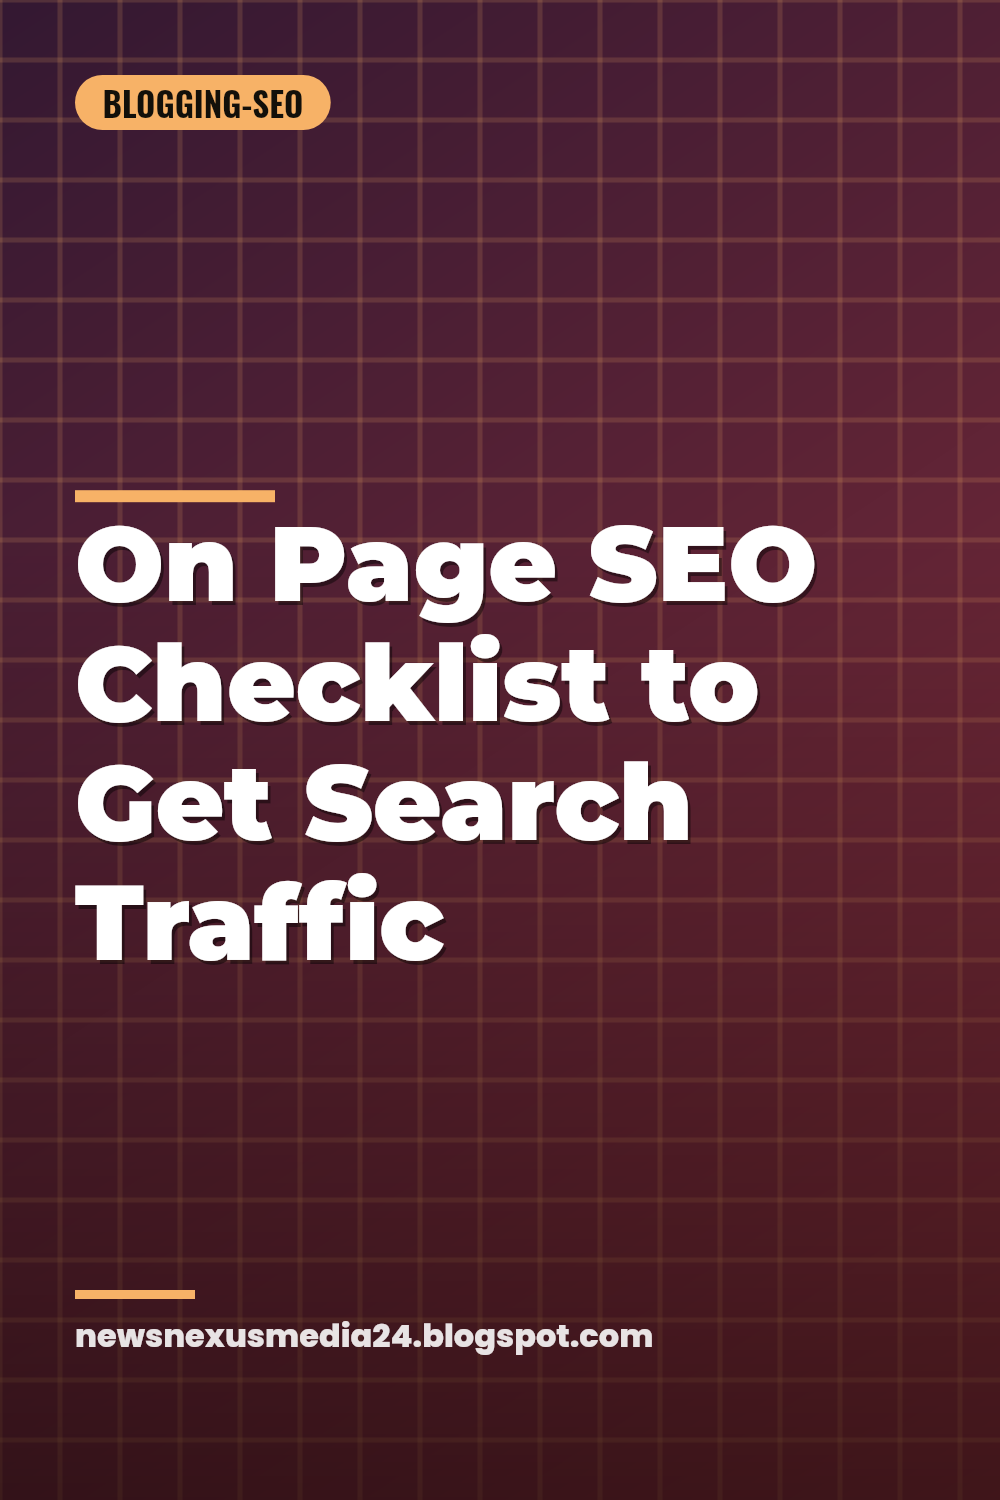 BLOGGING-SEO
On Page SEO
Checklist to
Get Search
Traffic
newsnexusmedia24.blogspot.com